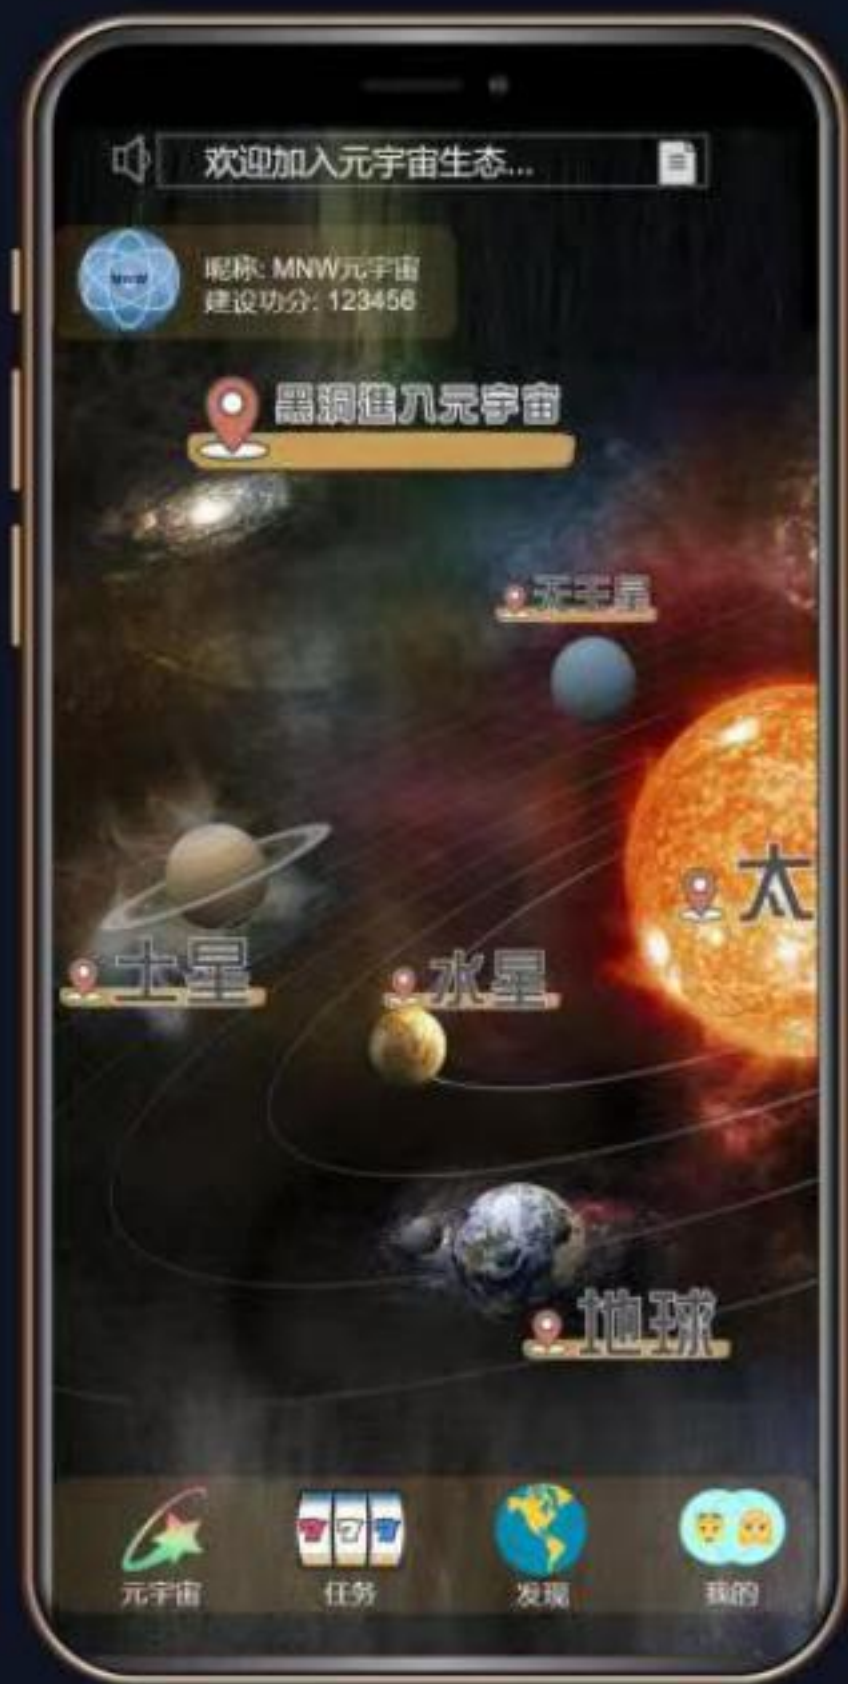 欢迎加入元宇宙生态...
MNW
昵称: MNW元宇宙
建设功分: 123456
黑洞進入元宇宙
天王星
太
土星
水星
地球
元宇宙
任务
发现
我的